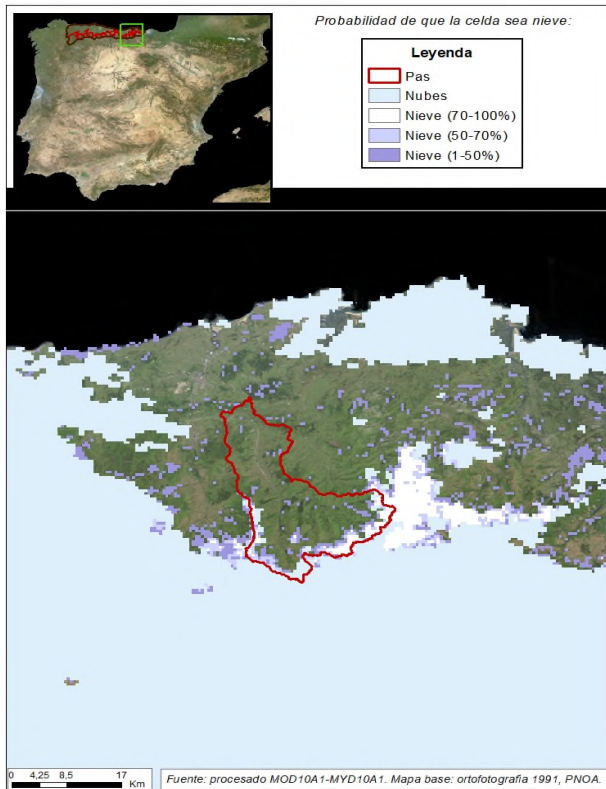 Probabilidad de que la celda sea nieve:
Leyenda
Pas
Nubes
Nieve (70-100%)
Nieve (50-70%)
Nieve (1-50%)
0 4,25 8,5 17
Km
Fuente: procesado MOD10A1-MYD10A1. Mapa base: ortofotografia 1991, PNOA.